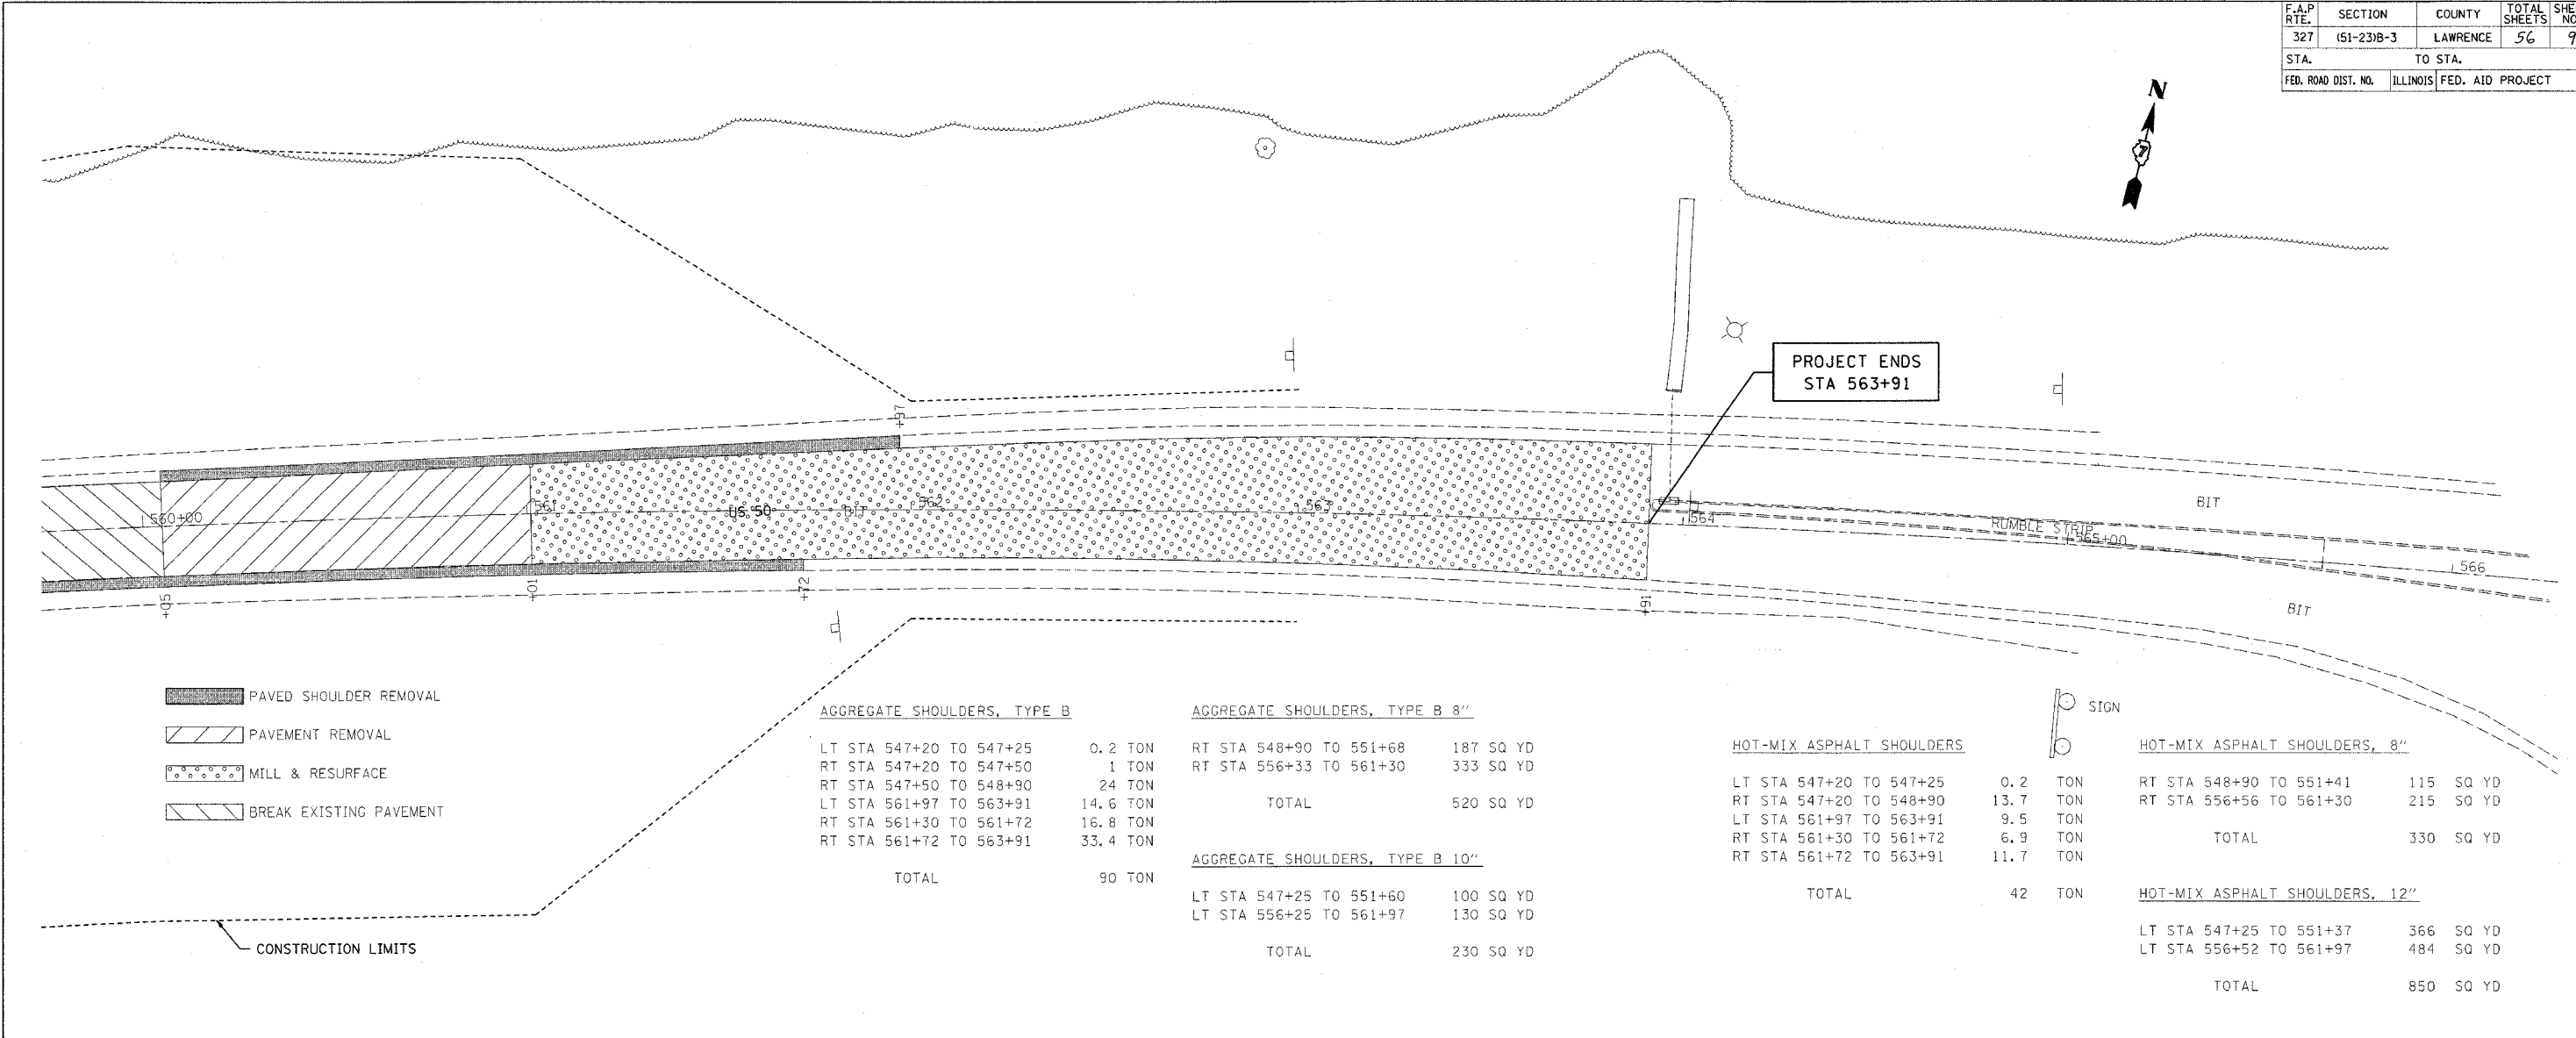 F.A.P RTE. SECTION COUNTY TOTAL SHEETS
327 (51-23)B-3 LAWRENCE 56 9
STA. TO STA.
FED. ROAD DIST. NO. ILLINOIS FED. AID PROJECT
N
7
PROJECT ENDS
STA 563+91
+97
560+00 561 US 50 BIT 562 563 564 565+00 566
BIT
RUMBLE STRIP
BIT
+05 +01 +72 +91
PAVED SHOULDER REMOVAL
PAVEMENT REMOVAL
MILL & RESURFACE
BREAK EXISTING PAVEMENT
CONSTRUCTION LIMITS
AGGREGATE SHOULDERS, TYPE B
LT STA 547+20 TO 547+25 0.2 TON
RT STA 547+20 TO 547+50 1 TON
RT STA 547+50 TO 548+90 24 TON
LT STA 561+97 TO 563+91 14.6 TON
RT STA 561+30 TO 561+72 16.8 TON
RT STA 561+72 TO 563+91 33.4 TON
TOTAL 90 TON
AGGREGATE SHOULDERS, TYPE B 8"
RT STA 548+90 TO 551+68 187 SQ YD
RT STA 556+33 TO 561+30 333 SQ YD
TOTAL 520 SQ YD
AGGREGATE SHOULDERS, TYPE B 10"
LT STA 547+25 TO 551+60 100 SQ YD
LT STA 556+25 TO 561+97 130 SQ YD
TOTAL 230 SQ YD
SIGN
HOT-MIX ASPHALT SHOULDERS
LT STA 547+20 TO 547+25 0.2 TON
RT STA 547+20 TO 548+90 13.7 TON
LT STA 561+97 TO 563+91 9.5 TON
RT STA 561+30 TO 561+72 6.9 TON
RT STA 561+72 TO 563+91 11.7 TON
TOTAL 42 TON
HOT-MIX ASPHALT SHOULDERS, 8"
RT STA 548+90 TO 551+41 115 SQ YD
RT STA 556+56 TO 561+30 215 SQ YD
TOTAL 330 SQ YD
HOT-MIX ASPHALT SHOULDERS, 12"
LT STA 547+25 TO 551+37 366 SQ YD
LT STA 556+52 TO 561+97 484 SQ YD
TOTAL 850 SQ YD